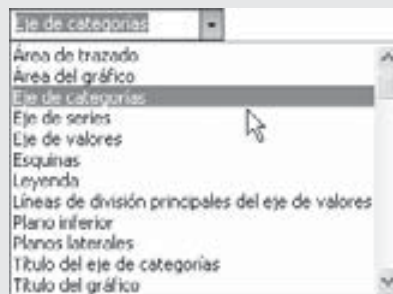 Eje de categorías
Área de trazado
Área del gráfico
Eje de categorías
Eje de series
Eje de valores
Esquinas
Leyenda
Líneas de división principales del eje de valores
Plano inferior
Planos laterales
Título del eje de categorías
Título del gráfico